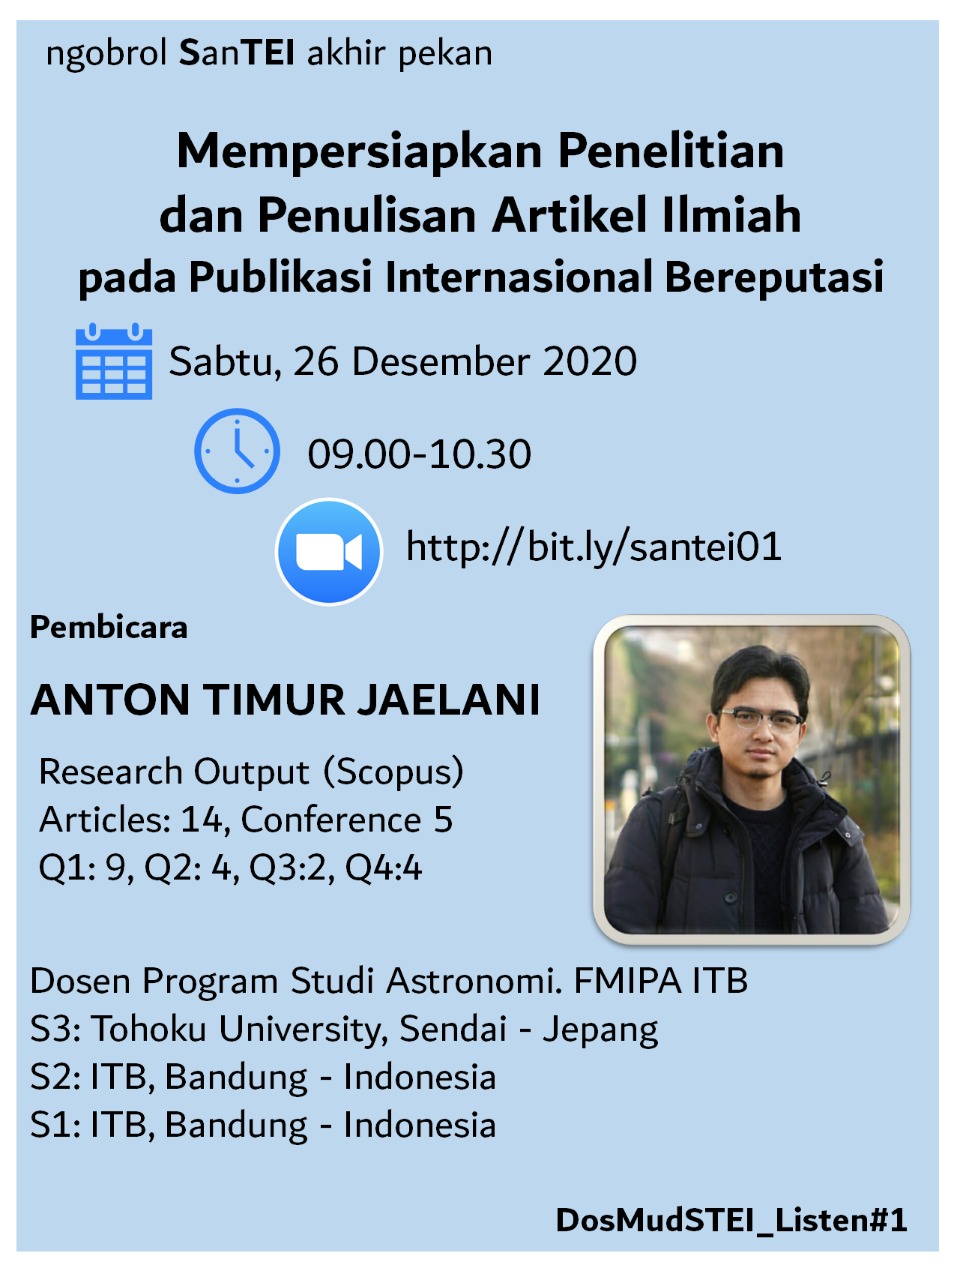 ngobrol SanTEI akhir pekan
Mempersiapkan Penelitian
dan Penulisan Artikel Ilmiah
pada Publikasi Internasional Bereputasi
Sabtu, 26 Desember 2020
09.00-10.30
http://bit.ly/santei01
Pembicara
ANTON TIMUR JAELANI
Research Output (Scopus)
Articles: 14, Conference 5
Q1: 9, Q2: 4, Q3:2, Q4:4
Dosen Program Studi Astronomi. FMIPA ITB
S3: Tohoku University, Sendai - Jepang
S2: ITB, Bandung - Indonesia
S1: ITB, Bandung - Indonesia
DosMudSTEI_Listen#1